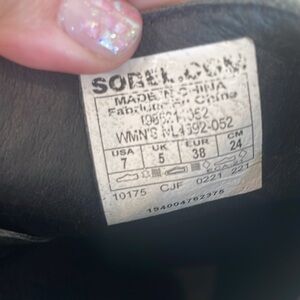 SOREL.COM
MADE IN CHINA
Fabriqué en Chine
WMN'S NL4592-052
USA UK EUR CM
7 5 38 24
10175 CJF 0221 221
194004762375